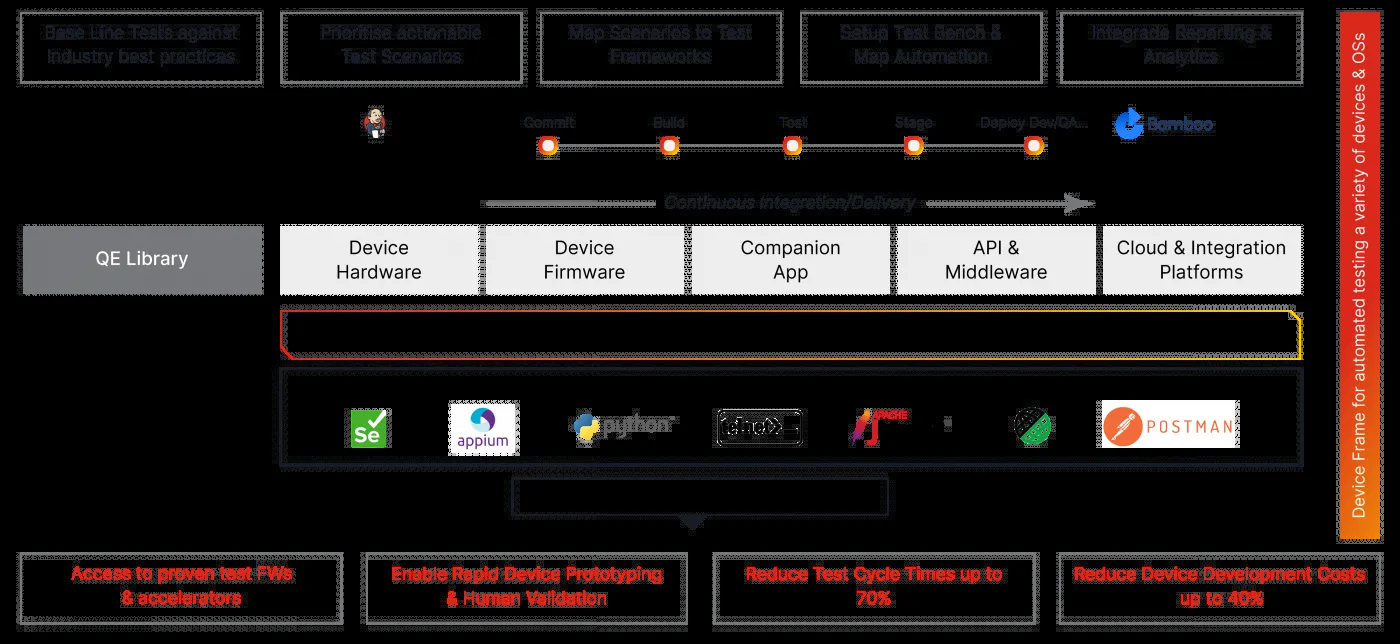 Base Line Tests against
Industry best practices
Prioritise actionable
Test Scenarios
Map Scenarios to Test
Frameworks
Setup Test Bench &
Map Automation
Integrade Reporting &
Analytics
Commit
Build
Test
Stage
Deploy Dev/QA...
Bamboo
Continuous Integration/Delivery
QE Library
Device
Hardware
Device
Firmware
Companion
App
API &
Middleware
Cloud & Integration
Platforms
Se
appium
python
APACHE
POSTMAN
Access to proven test FWs
& accelerators
Enable Rapid Device Prototyping
& Human Validation
Reduce Test Cycle Times up to
70%
Reduce Device Development Costs
up to 40%
Device Frame for automated testing a variety of devices & OSs